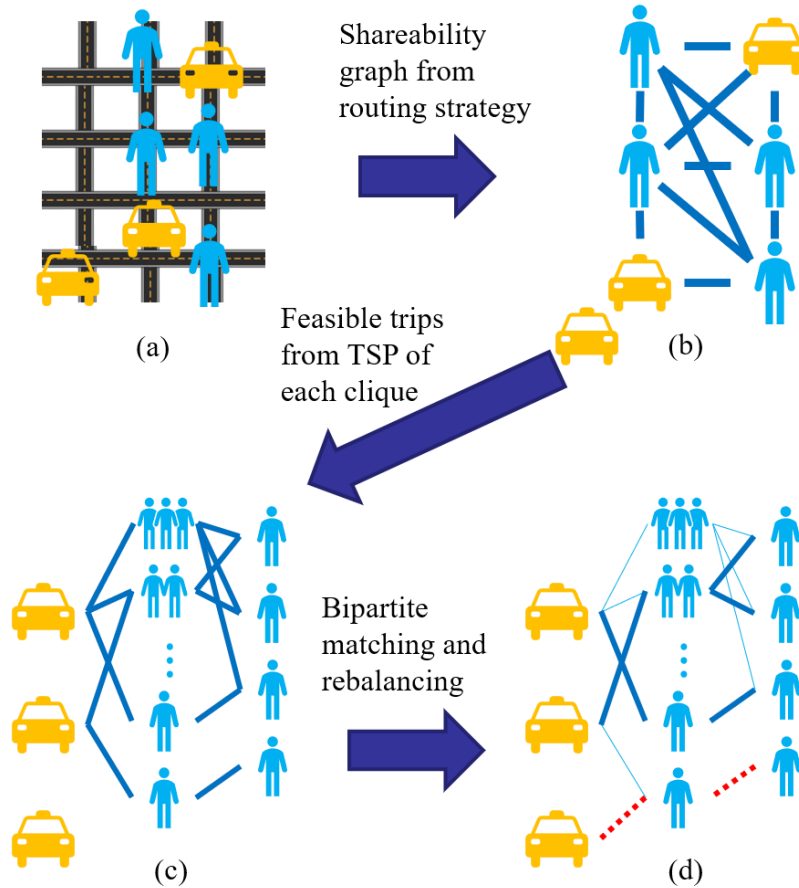 Shareability
graph from
routing strategy
(a)
(b)
Feasible trips
from TSP of
each clique
Bipartite
matching and
rebalancing
(c)
(d)